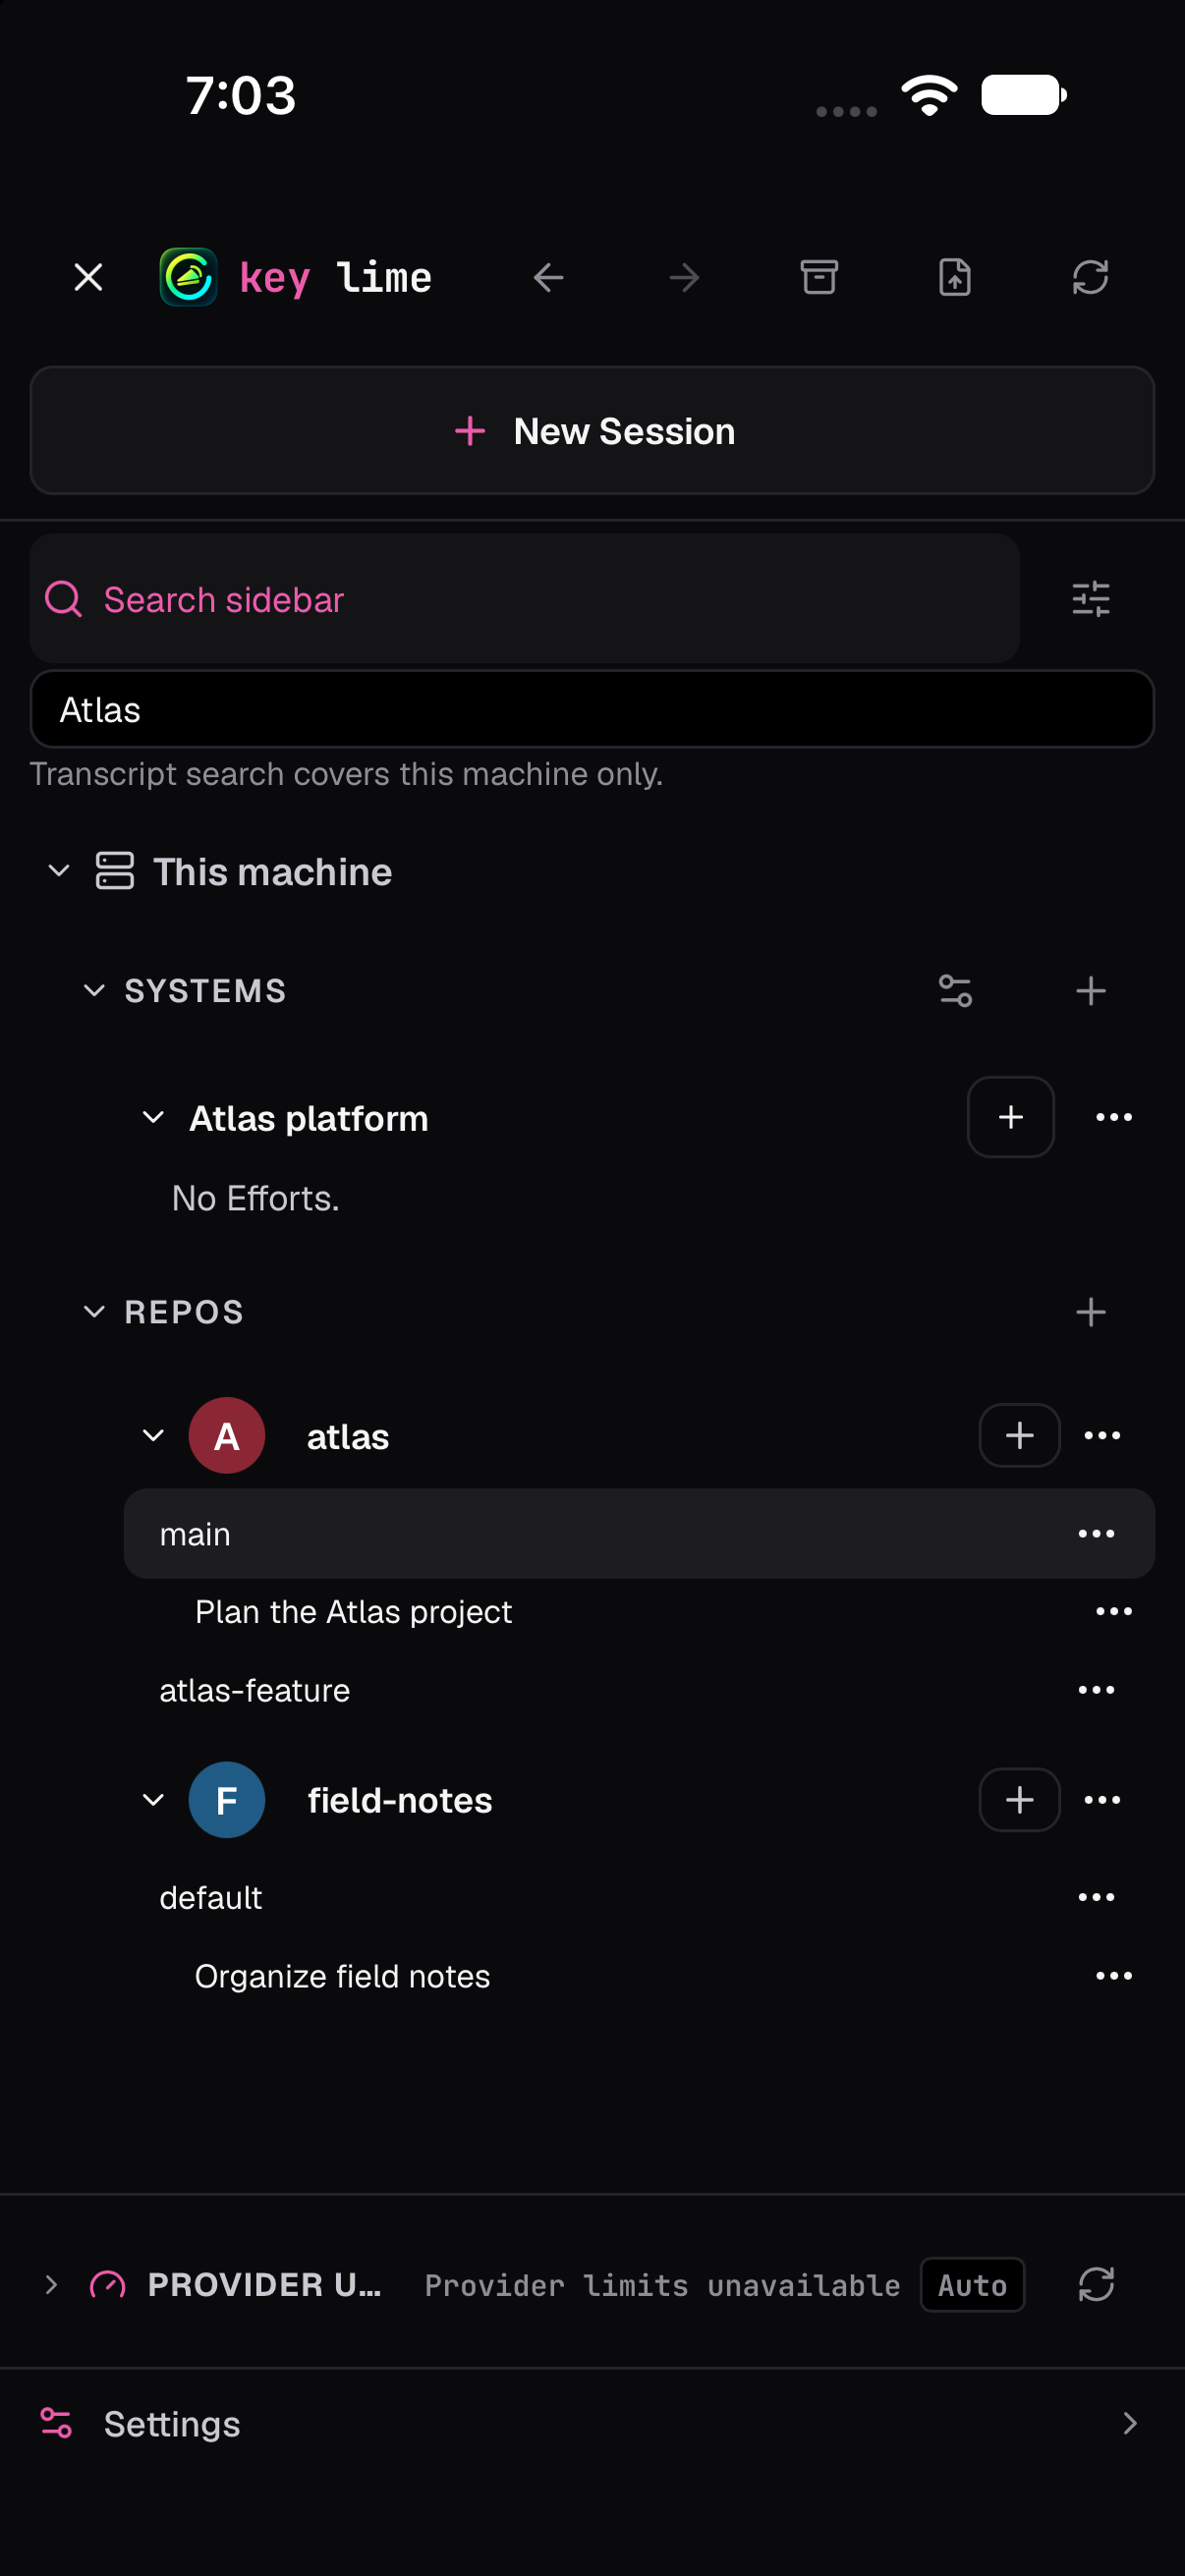 7:03
key lime
New Session
Search sidebar
Atlas
Transcript search covers this machine only.
This machine
SYSTEMS
Atlas platform
No Efforts.
REPOS
A atlas
main
Plan the Atlas project
atlas-feature
F field-notes
default
Organize field notes
PROVIDER U... Provider limits unavailable Auto
Settings